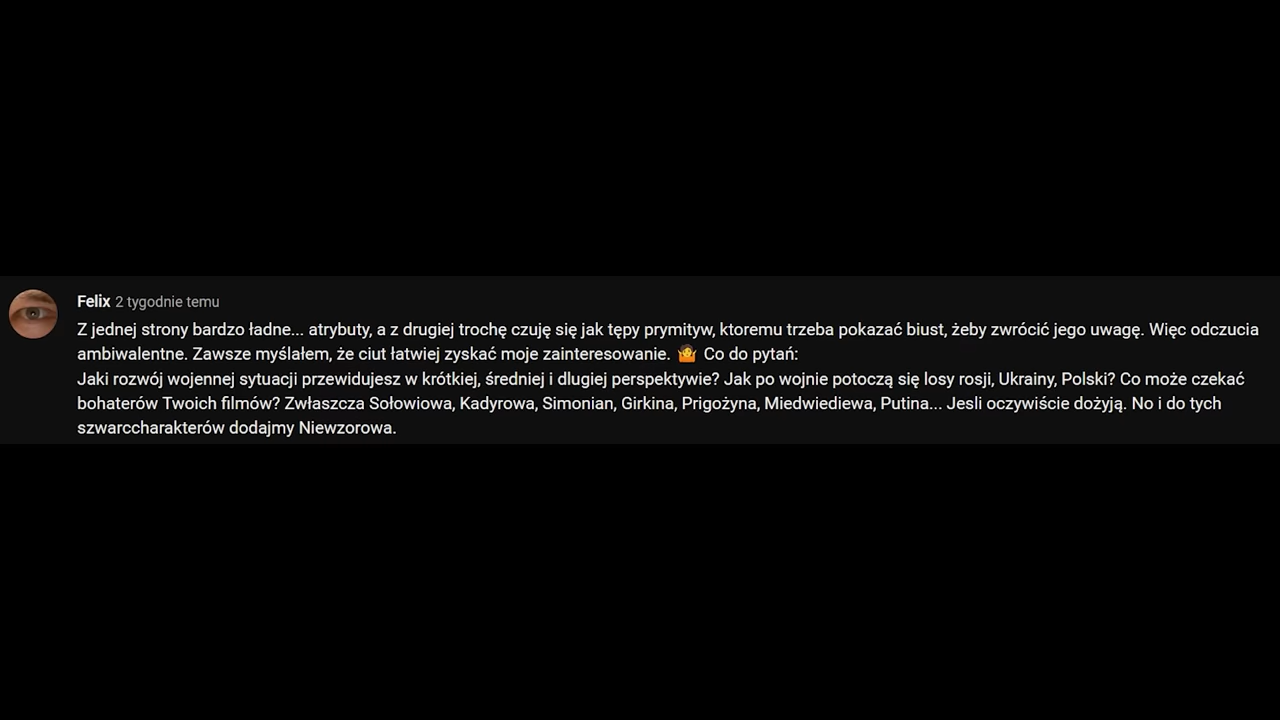 Felix 2 tygodnie temu
Z jednej strony bardzo ładne... atrybuty, a z drugiej trochę czuję się jak tępy prymityw, ktoremu trzeba pokazać biust, żeby zwrócić jego uwagę. Więc odczucia
ambiwalentne. Zawsze myślałem, że ciut łatwiej zyskać moje zainteresowanie. 🤷 Co do pytań:
Jaki rozwój wojennej sytuacji przewidujesz w krótkiej, średniej i dlugiej perspektywie? Jak po wojnie potoczą się losy rosji, Ukrainy, Polski? Co może czekać
bohaterów Twoich filmów? Zwłaszcza Sołowiowa, Kadyrowa, Simonian, Girkina, Prigożyna, Miedwiediewa, Putina... Jesli oczywiście dożyją. No i do tych
szwarccharakterów dodajmy Niewzorowa.